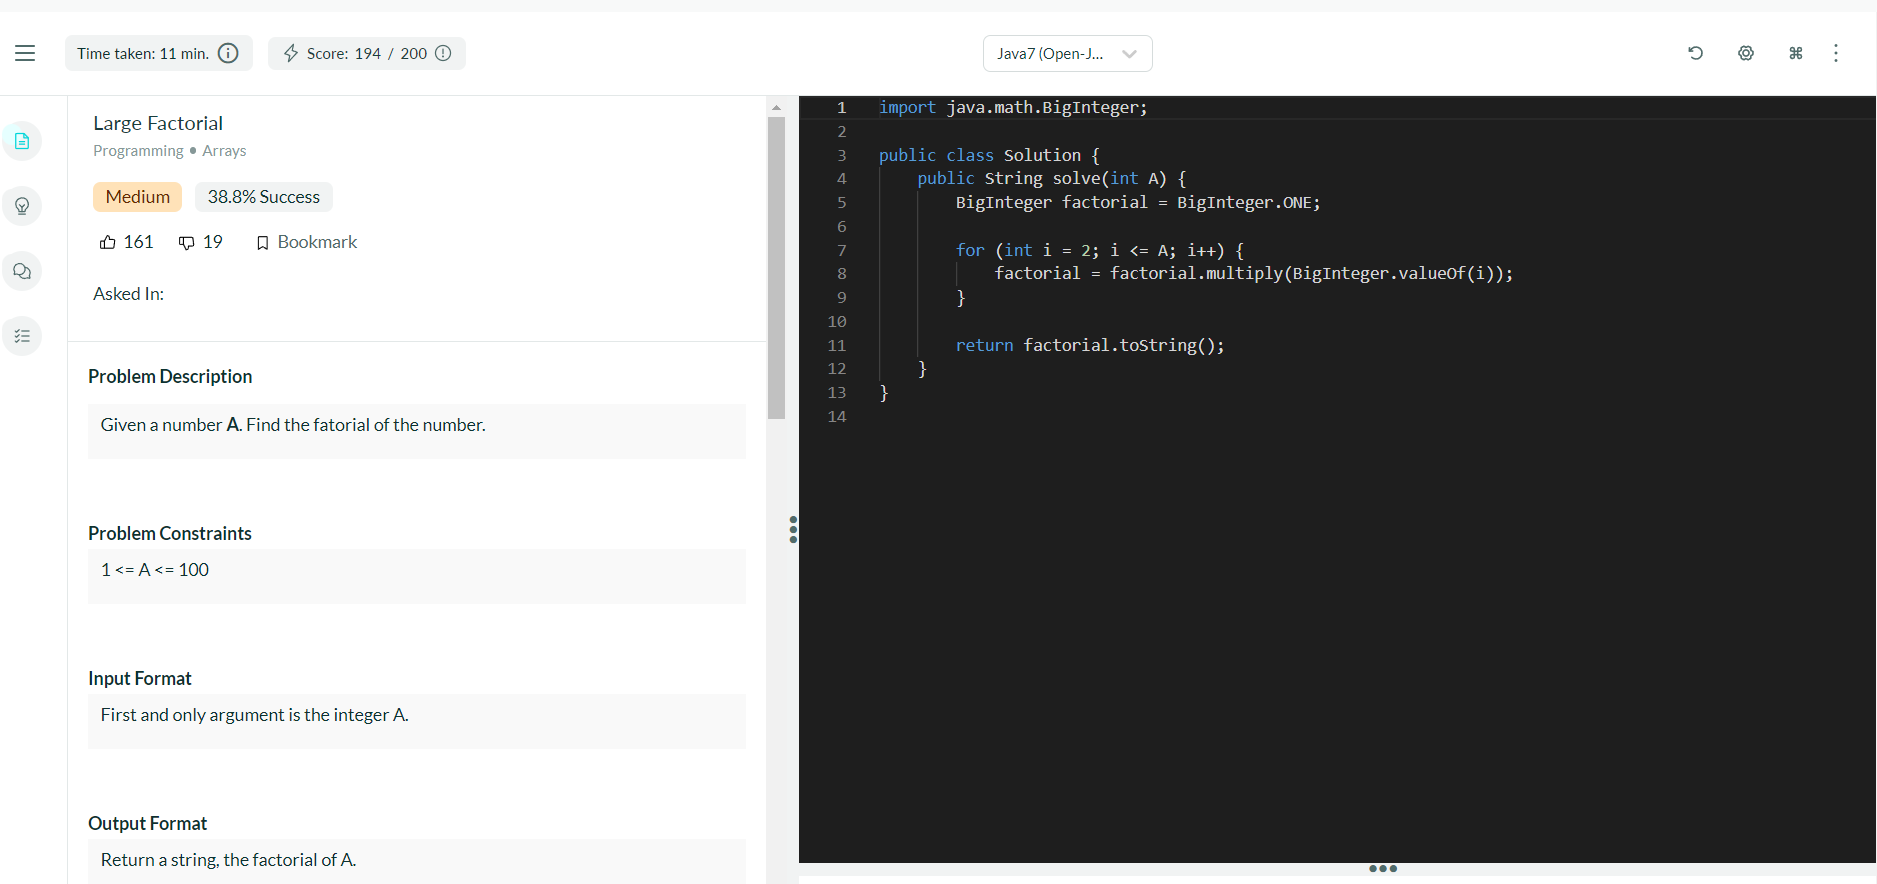 Time taken: 11 min.
Score: 194 / 200
Java7 (Open-J...
Large Factorial
Programming • Arrays
Medium
38.8% Success
161
19
Bookmark
Asked In:
Problem Description
Given a number A. Find the fatorial of the number.
Problem Constraints
1 <= A <= 100
Input Format
First and only argument is the integer A.
Output Format
Return a string, the factorial of A.
1 import java.math.BigInteger;
2
3 public class Solution {
4     public String solve(int A) {
5         BigInteger factorial = BigInteger.ONE;
6
7         for (int i = 2; i <= A; i++) {
8             factorial = factorial.multiply(BigInteger.valueOf(i));
9         }
10
11         return factorial.toString();
12     }
13 }
14